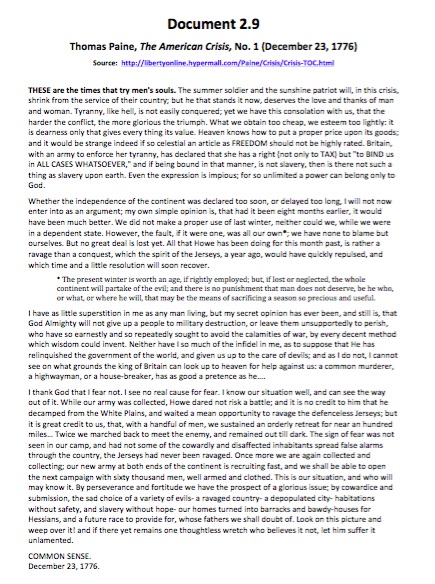 Document 2.9
Thomas Paine, The American Crisis, No. 1 (December 23, 1776)
Source: http://libertyonline.hypermall.com/Paine/Crisis/Crisis-TOC.html
THESE are the times that try men's souls. The summer soldier and the sunshine patriot will, in this crisis,
shrink from the service of their country; but he that stands it now, deserves the love and thanks of man
and woman. Tyranny, like hell, is not easily conquered; yet we have this consolation with us, that the
harder the conflict, the more glorious the triumph. What we obtain too cheap, we esteem too lightly: it
is dearness only that gives every thing its value. Heaven knows how to put a proper price upon its goods;
and it would be strange indeed if so celestial an article as FREEDOM should not be highly rated. Britain,
with an army to enforce her tyranny, has declared that she has a right (not only to TAX) but "to BIND us
in ALL CASES WHATSOEVER," and if being bound in that manner, is not slavery, then is there not such a
thing as slavery upon earth. Even the expression is impious; for so unlimited a power can belong only to
God.
Whether the independence of the continent was declared too soon, or delayed too long, I will not now
enter into as an argument; my own simple opinion is, that had it been eight months earlier, it would
have been much better. We did not make a proper use of last winter, neither could we, while we were
in a dependent state. However, the fault, if it were one, was all our own*; we have none to blame but
ourselves. But no great deal is lost yet. All that Howe has been doing for this month past, is rather a
ravage than a conquest, which the spirit of the Jerseys, a year ago, would have quickly repulsed, and
which time and a little resolution will soon recover.
* The present winter is worth an age, if rightly employed; but, if lost or neglected, the whole
continent will partake of the evil; and there is no punishment that man does not deserve, be he who,
or what, or where he will, that may be the means of sacrificing a season so precious and useful.
I have as little superstition in me as any man living, but my secret opinion has ever been, and still is, that
God Almighty will not give up a people to military destruction, or leave them unsupportedly to perish,
who have so earnestly and so repeatedly sought to avoid the calamities of war, by every decent method
which wisdom could invent. Neither have I so much of the infidel in me, as to suppose that He has
relinquished the government of the world, and given us up to the care of devils; and as I do not, I cannot
see on what grounds the king of Britain can look up to heaven for help against us: a common murderer,
a highwayman, or a house-breaker, has as good a pretence as he....
I thank God that I fear not. I see no real cause for fear. I know our situation well, and can see the way
out of it. While our army was collected, Howe dared not risk a battle; and it is no credit to him that he
decamped from the White Plains, and waited a mean opportunity to ravage the defenceless Jerseys; but
it is great credit to us, that, with a handful of men, we sustained an orderly retreat for near an hundred
miles... Twice we marched back to meet the enemy, and remained out till dark. The sign of fear was not
seen in our camp, and had not some of the cowardly and disaffected inhabitants spread false alarms
through the country, the Jerseys had never been ravaged. Once more we are again collected and
collecting; our new army at both ends of the continent is recruiting fast, and we shall be able to open
the next campaign with sixty thousand men, well armed and clothed. This is our situation, and who will
may know it. By perseverance and fortitude we have the prospect of a glorious issue; by cowardice and
submission, the sad choice of a variety of evils- a ravaged country- a depopulated city- habitations
without safety, and slavery without hope- our homes turned into barracks and bawdy-houses for
Hessians, and a future race to provide for, whose fathers we shall doubt of. Look on this picture and
weep over it! and if there yet remains one thoughtless wretch who believes it not, let him suffer it
unlamented.
COMMON SENSE.
December 23, 1776.